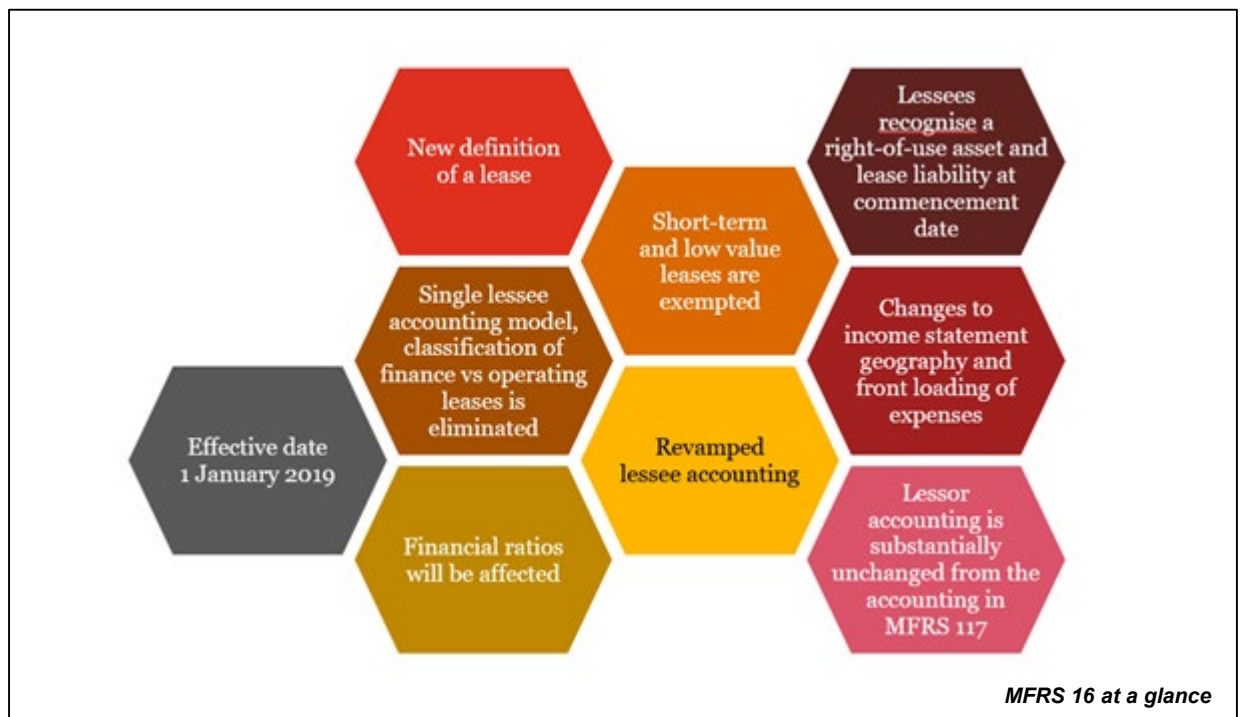 New definition
of a lease
Lessees
recognise a
right-of-use asset and
lease liability at
commencement
date
Short-term
and low value
leases are
exempted
Single lessee
accounting model,
classification of
finance vs operating
leases is
eliminated
Changes to
income statement
geography and
front loading of
expenses
Effective date
1 January 2019
Revamped
lessee accounting
Financial ratios
will be affected
Lessor
accounting is
substantially
unchanged from the
accounting in
MFRS 117
MFRS 16 at a glance